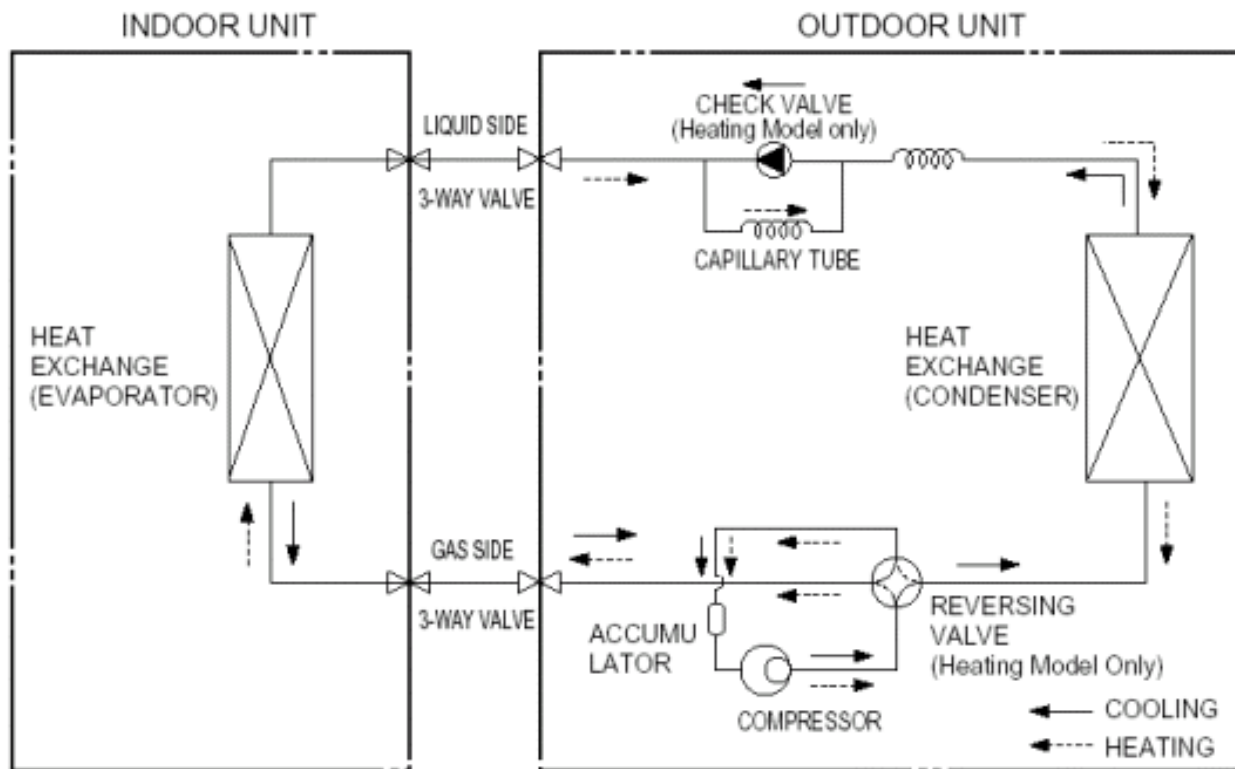 INDOOR UNIT
OUTDOOR UNIT
LIQUID SIDE
3-WAY VALVE
CHECK VALVE
(Heating Model only)
CAPILLARY TUBE
HEAT
EXCHANGE
(EVAPORATOR)
HEAT
EXCHANGE
(CONDENSER)
GAS SIDE
3-WAY VALVE
ACCUMU
LATOR
COMPRESSOR
REVERSING
VALVE
(Heating Model Only)
COOLING
HEATING